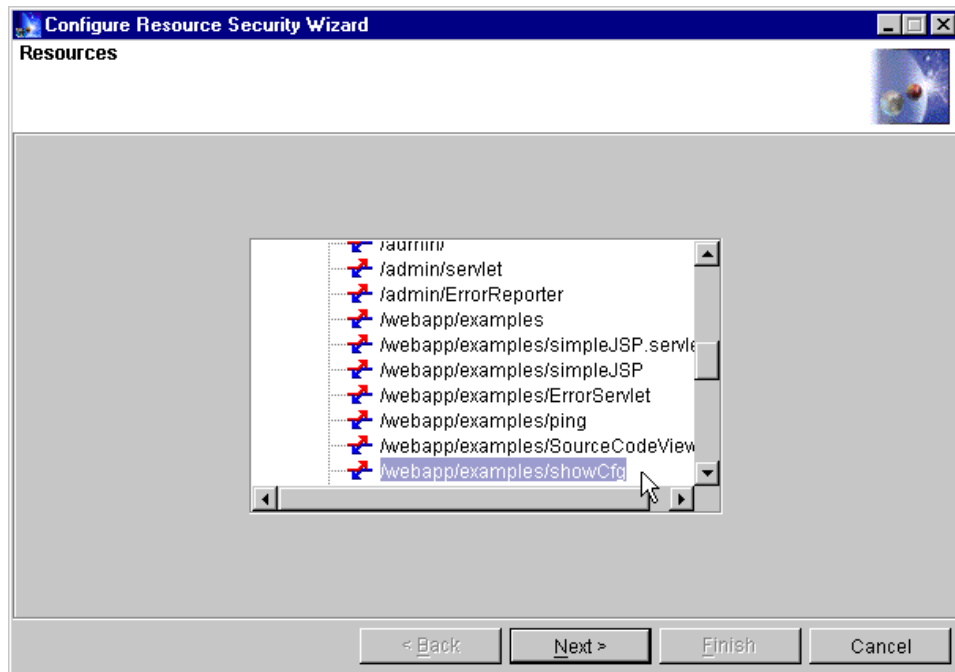 Configure Resource Security Wizard
Resources
/admin/
/admin/servlet
/admin/ErrorReporter
/webapp/examples
/webapp/examples/simpleJSP.servle
/webapp/examples/simpleJSP
/webapp/examples/ErrorServlet
/webapp/examples/ping
/webapp/examples/SourceCodeView
/webapp/examples/showCfg
< Back Next > Finish Cancel